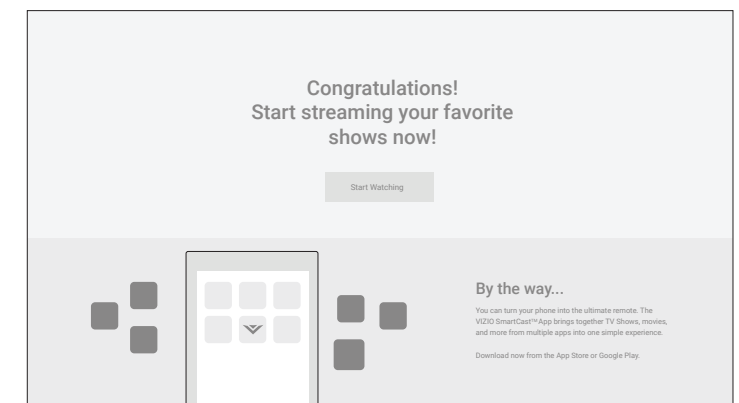 Congratulations!
Start streaming your favorite
shows now!
Start Watching
By the way...
You can turn your phone into the ultimate remote. The
VIZIO SmartCast™ App brings together TV Shows, movies,
and more from multiple apps into one simple experience.
Download now from the App Store or Google Play.